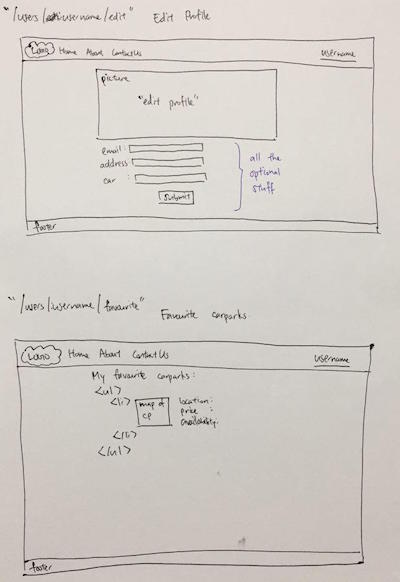 "/users/:username/edit" Edit Profile
Logo Home About Contact Us username
picture
"edit profile"
email :
address
car :
submit
all the
optional
stuff
footer
"/users/:username/favourite" Favourite carparks
Logo Home About Contact Us username
My favourite carparks :
<ul>
<li> map of location :
cp price :
availability.
</li>
</ul>
footer